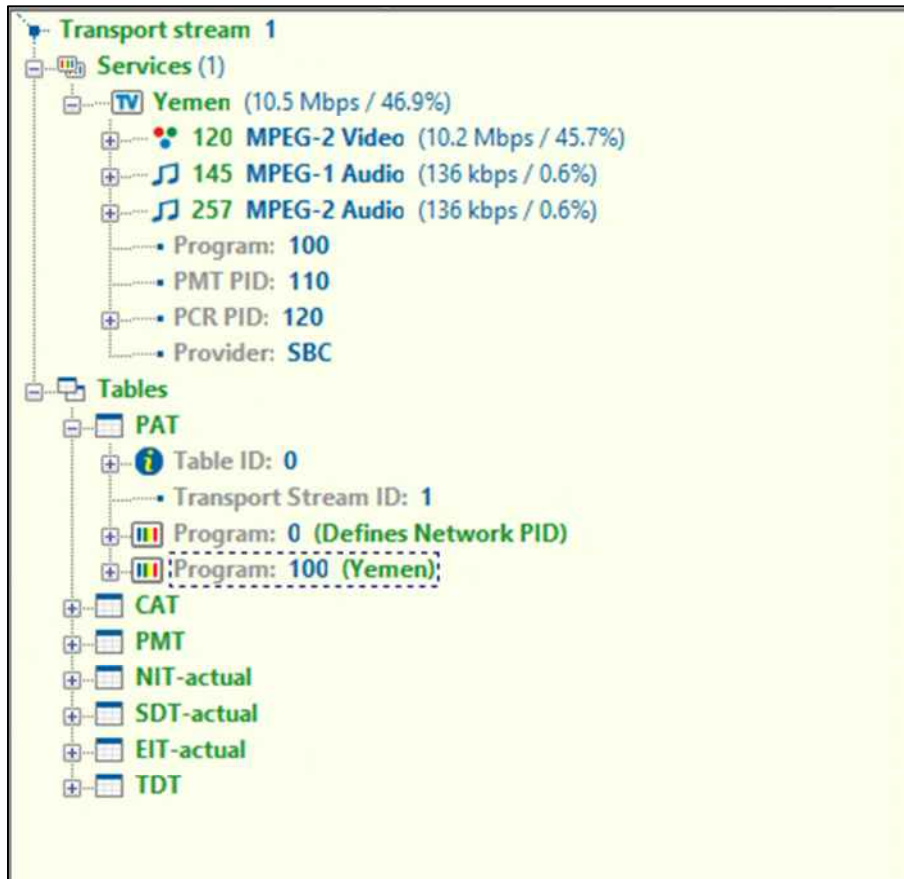 Transport stream 1
Services (1)
TV Yemen (10.5 Mbps / 46.9%)
120 MPEG-2 Video (10.2 Mbps / 45.7%)
145 MPEG-1 Audio (136 kbps / 0.6%)
257 MPEG-2 Audio (136 kbps / 0.6%)
Program: 100
PMT PID: 110
PCR PID: 120
Provider: SBC
Tables
PAT
Table ID: 0
Transport Stream ID: 1
Program: 0 (Defines Network PID)
Program: 100 (Yemen)
CAT
PMT
NIT-actual
SDT-actual
EIT-actual
TDT